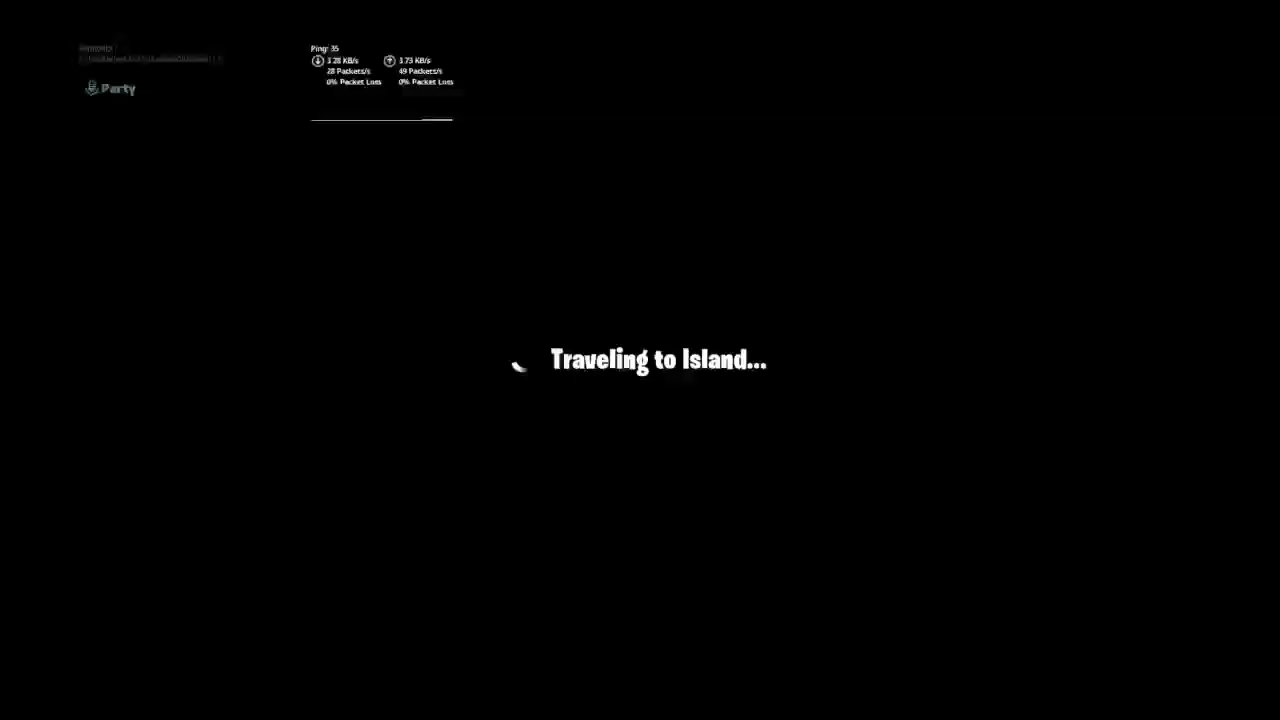 Ping: 35
3.28 KB/s 3.73 KB/s
28 Packets/s 49 Packets/s
0% Packet Loss 0% Packet Loss
Party
Traveling to Island...